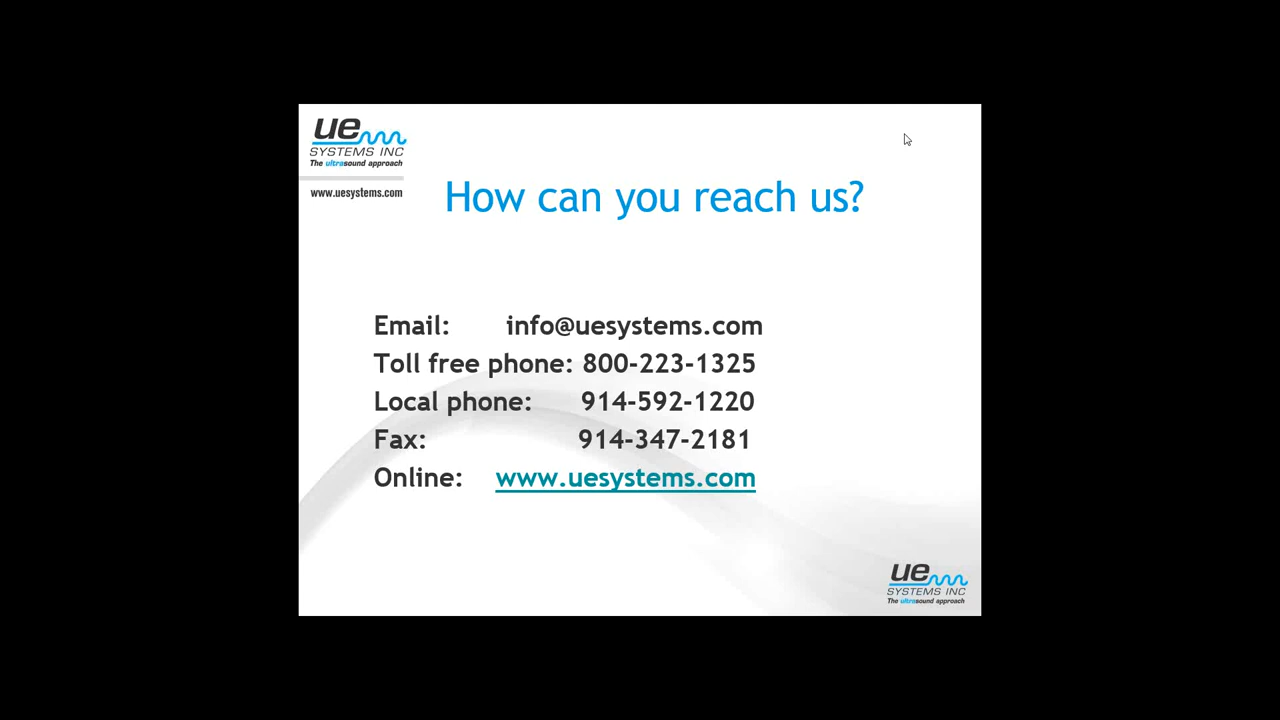 ue
SYSTEMS INC
The ultrasound approach
www.uesystems.com
How can you reach us?
Email: info@uesystems.com
Toll free phone: 800-223-1325
Local phone: 914-592-1220
Fax: 914-347-2181
Online: www.uesystems.com
ue
SYSTEMS INC
The ultrasound approach